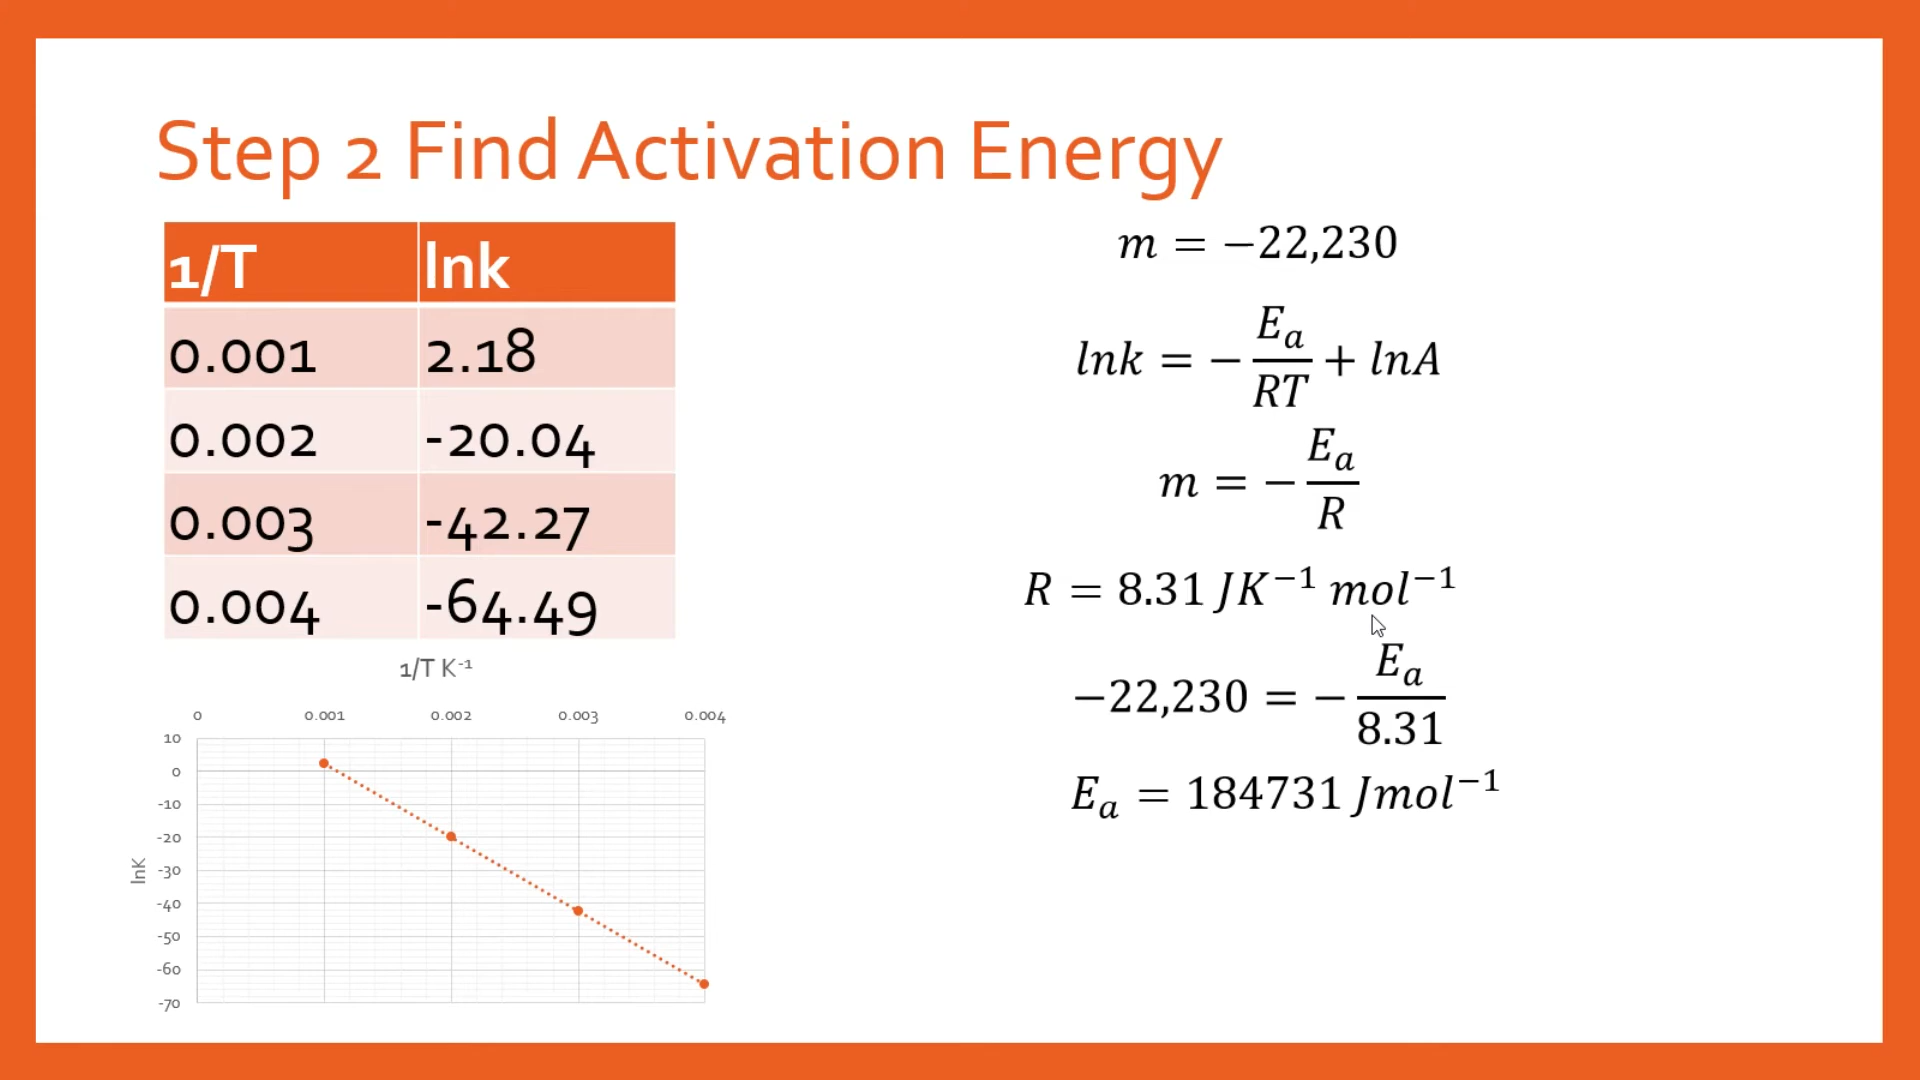 Step 2 Find Activation Energy
1/T lnk
0.001 2.18
0.002 -20.04
0.003 -42.27
0.004 -64.49
1/T K⁻¹
0 0.001 0.002 0.003 0.004
10
0
-10
-20
-30
-40
-50
-60
-70
lnK
m = −22,230
lnk = −Eₐ/RT + lnA
m = −Eₐ/R
R = 8.31 JK⁻¹ mol⁻¹
−22,230 = −Eₐ/8.31
Eₐ = 184731 Jmol⁻¹